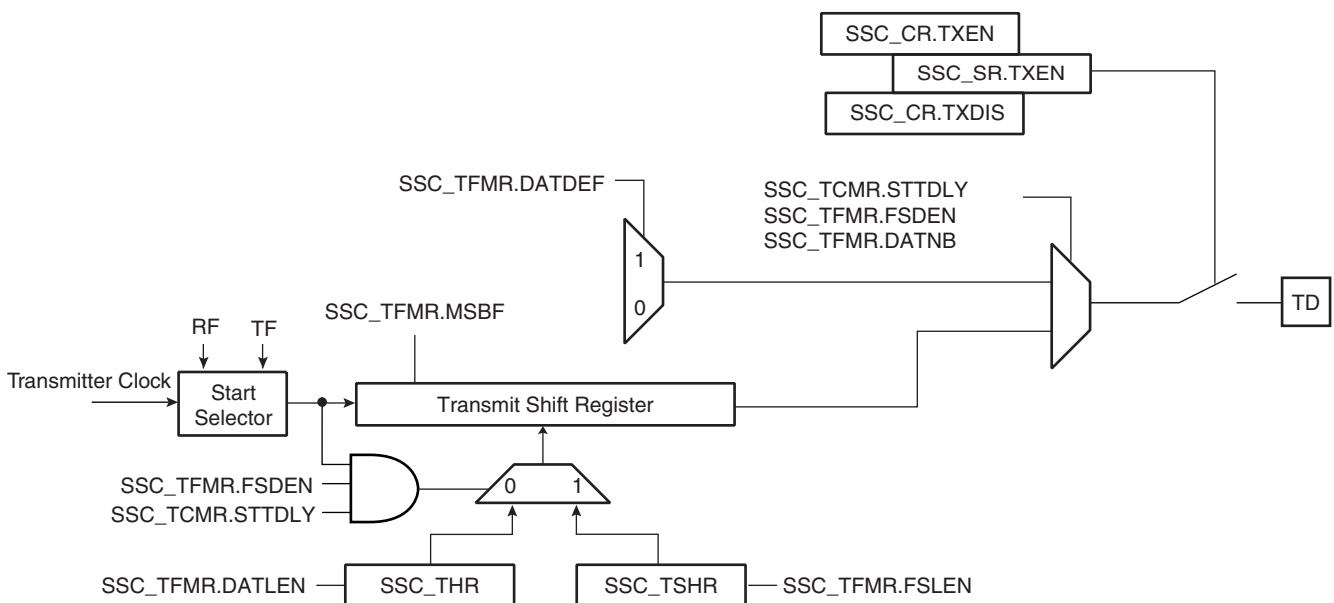 SSC_CR.TXEN
SSC_SR.TXEN
SSC_CR.TXDIS
SSC_TFMR.DATDEF
SSC_TCMR.STTDLY
SSC_TFMR.FSDEN
SSC_TFMR.DATNB
1
0
TD
SSC_TFMR.MSBF
RF
TF
Transmitter Clock
Start
Selector
Transmit Shift Register
SSC_TFMR.FSDEN
SSC_TCMR.STTDLY
0
1
SSC_TFMR.DATLEN
SSC_THR
SSC_TSHR
SSC_TFMR.FSLEN